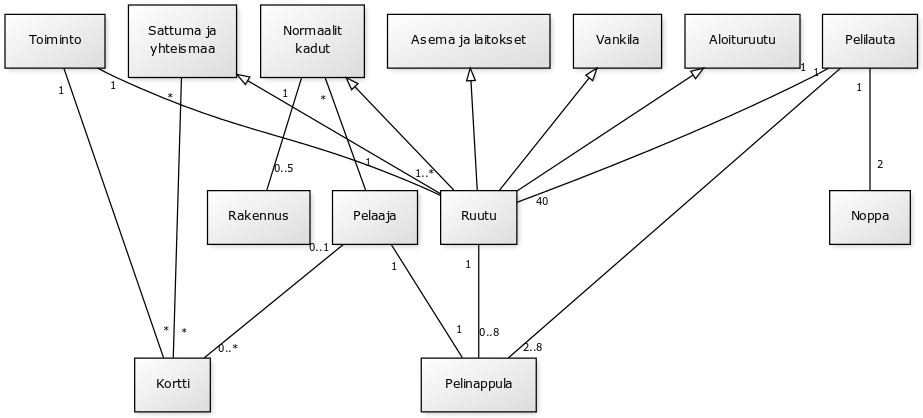 Toiminto
Sattuma ja
yhteismaa
Normaalit
kadut
Asema ja laitokset
Vankila
Aloituruutu
Pelilauta
1
1
*
1
*
1
1
1
0..5
1
1..*
2
40
Rakennus
Pelaaja
Ruutu
Noppa
0..1
1
1
*
*
0..*
1
0..8
2..8
Kortti
Pelinappula